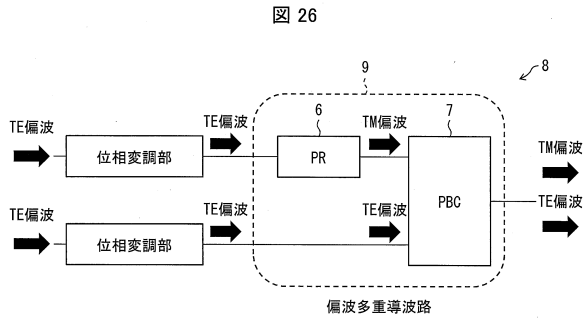 図 26
9
8
TE偏波
TE偏波
6
TM偏波
7
TM偏波
位相変調部
PR
PBC
TE偏波
TE偏波
TE偏波
TE偏波
位相変調部
偏波多重導波路